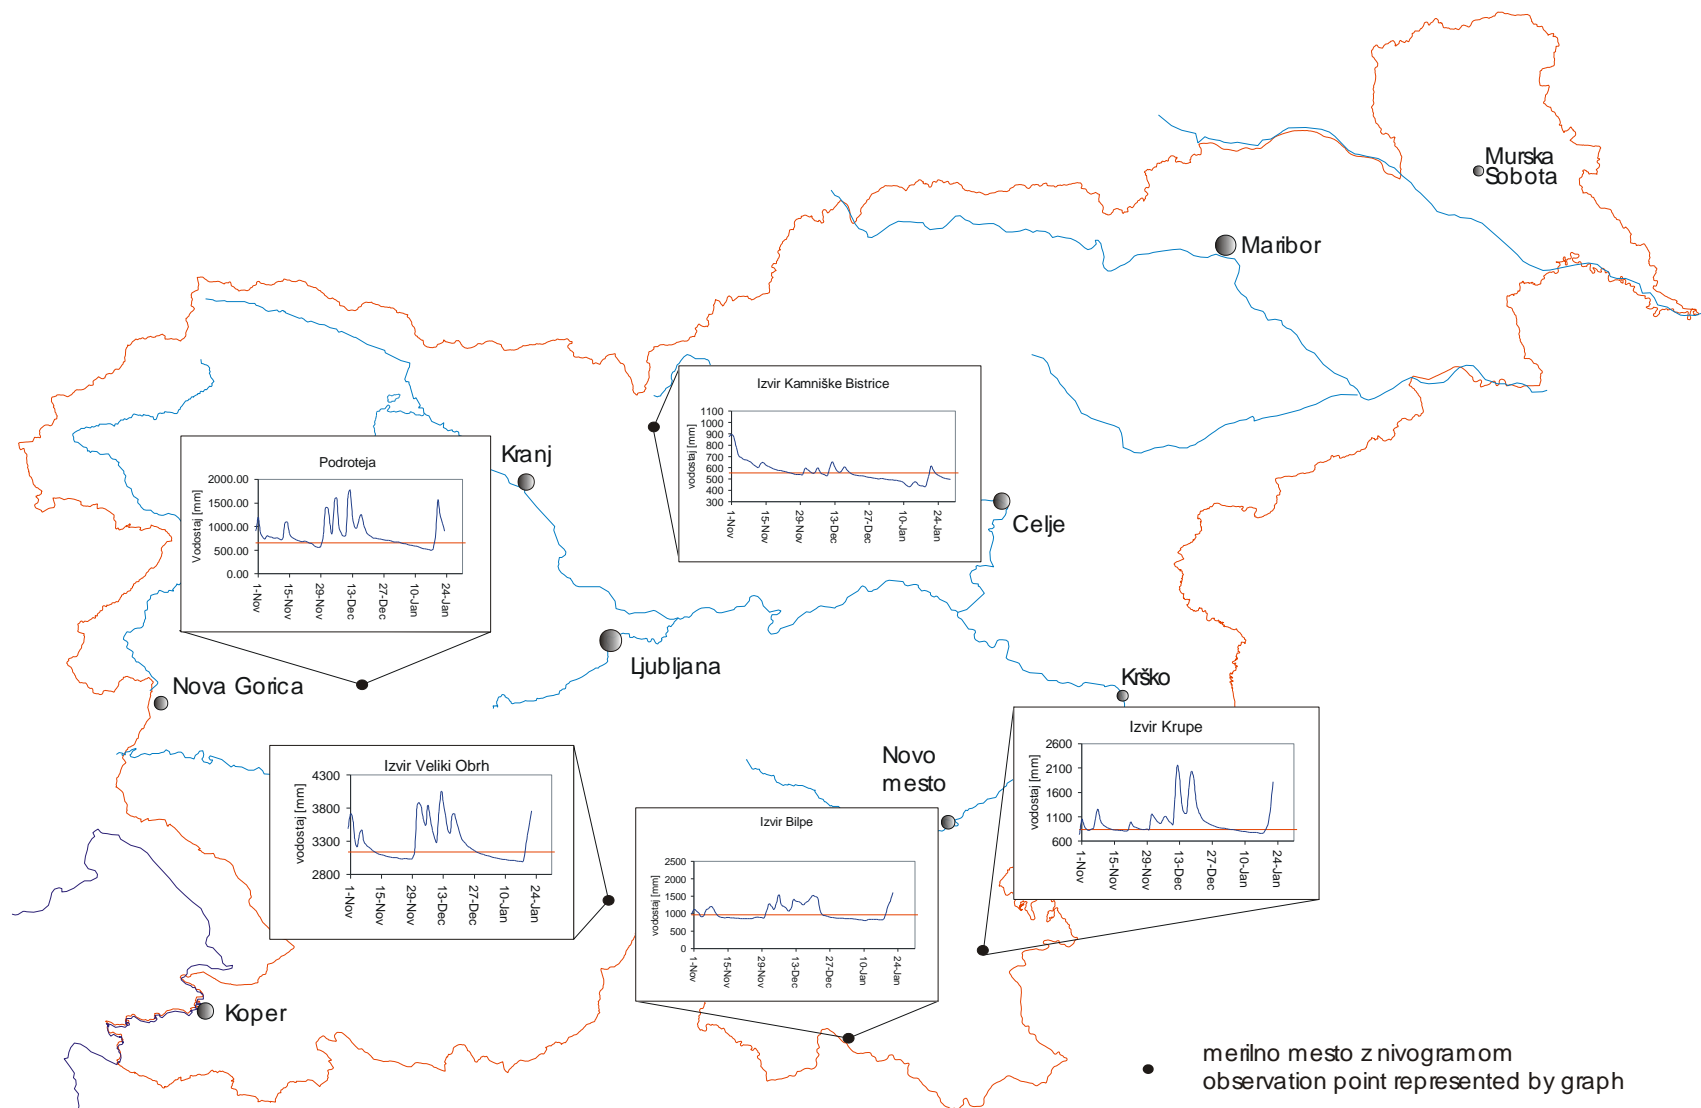 Murska
Sobota
Maribor
Izvir Kamniške Bistrice
vodostaj [mm]
1100
1000
900
800
700
600
500
400
300
1-Nov
15-Nov
29-Nov
13-Dec
27-Dec
10-Jan
24-Jan
Kranj
Podroteja
Vodostaj [mm]
2000.00
1500.00
1000.00
500.00
0.00
1-Nov
15-Nov
29-Nov
13-Dec
27-Dec
10-Jan
24-Jan
Celje
Ljubljana
Nova Gorica
Krško
Izvir Krupe
vodostaj [mm]
2600
2100
1600
1100
600
1-Nov
15-Nov
29-Nov
13-Dec
27-Dec
10-Jan
24-Jan
Izvir Veliki Obrh
vodostaj [mm]
4300
3800
3300
2800
1-Nov
15-Nov
29-Nov
13-Dec
27-Dec
10-Jan
24-Jan
Novo
mesto
Izvir Bilpe
vodostaj [mm]
2500
2000
1500
1000
500
0
1-Nov
15-Nov
29-Nov
13-Dec
27-Dec
10-Jan
24-Jan
Koper
merilno mesto z nivogramom
observation point represented by graph